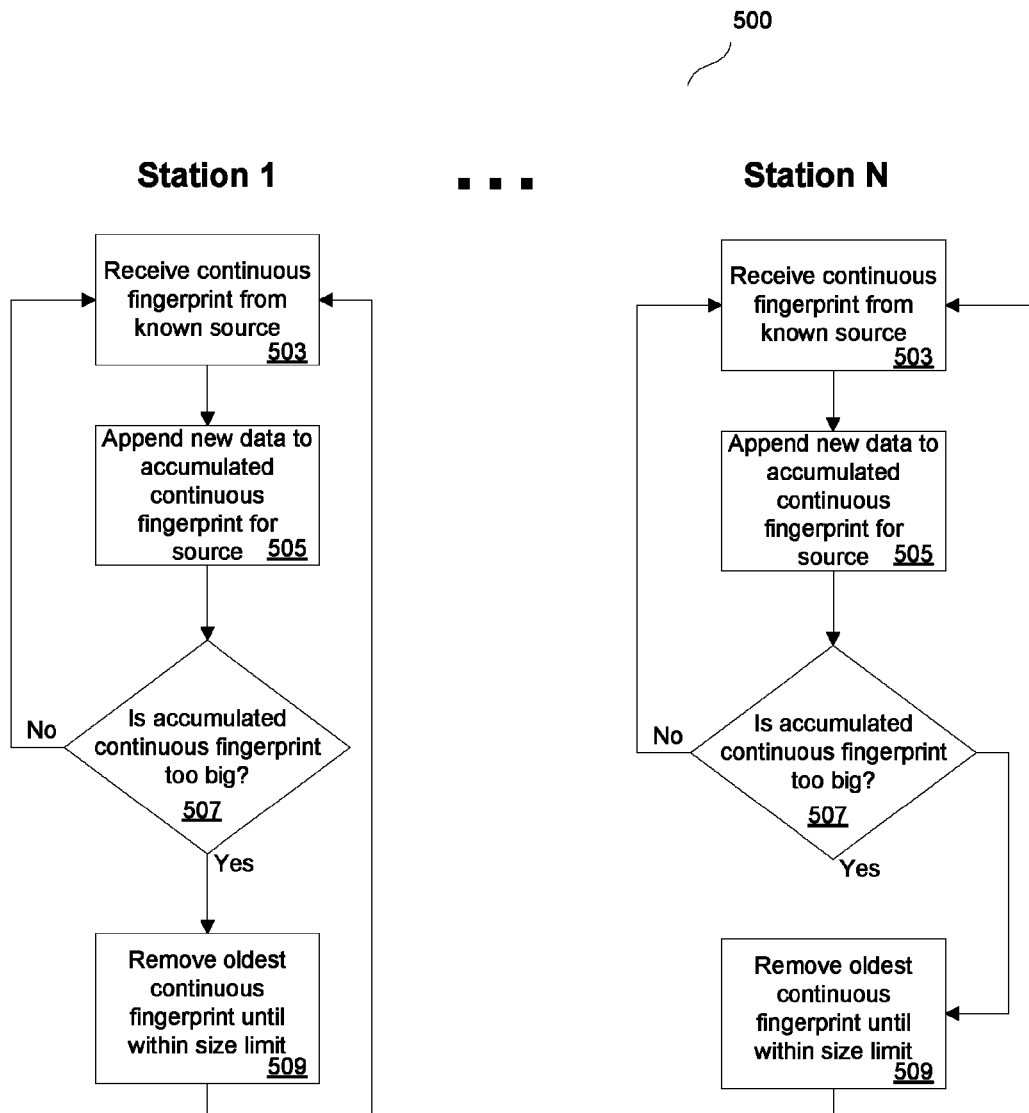 500
Station 1
...
Station N
Receive continuous
fingerprint from
known source
503
Append new data to
accumulated
continuous
fingerprint for
source
505
No
Is accumulated
continuous fingerprint
too big?
507
Yes
Remove oldest
continuous
fingerprint until
within size limit
509
Receive continuous
fingerprint from
known source
503
Append new data to
accumulated
continuous
fingerprint for
source
505
No
Is accumulated
continuous fingerprint
too big?
507
Yes
Remove oldest
continuous
fingerprint until
within size limit
509